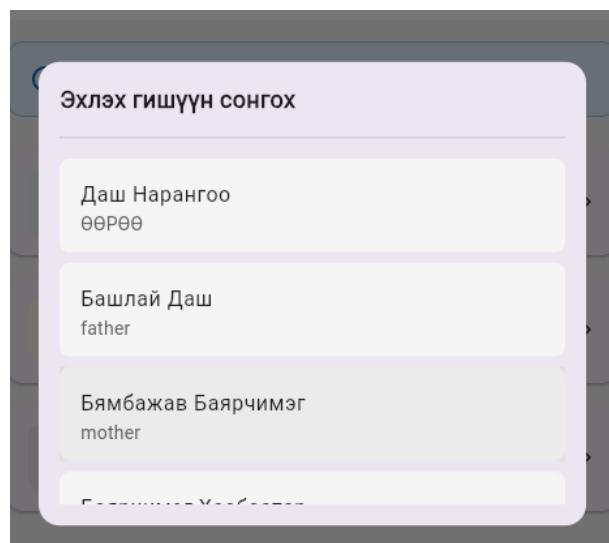 Эхлэх гишүүн сонгох
Даш Нарангоо
ӨӨРӨӨ
Башлай Даш
father
Бямбажав Баярчимэг
mother